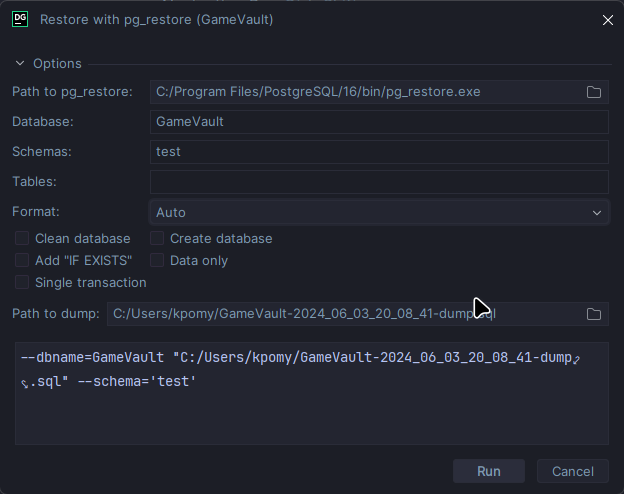 DG Restore with pg_restore (GameVault)
Options
Path to pg_restore: C:/Program Files/PostgreSQL/16/bin/pg_restore.exe
Database: GameVault
Schemas: test
Tables:
Format: Auto
Clean database Create database
Add "IF EXISTS" Data only
Single transaction
Path to dump: C:/Users/kpomy/GameVault-2024_06_03_20_08_41-dump.sql
--dbname=GameVault "C:/Users/kpomy/GameVault-2024_06_03_20_08_41-dump
.sql" --schema='test'
Run Cancel